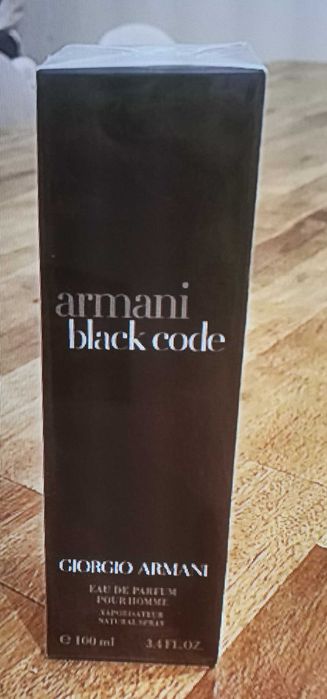 armani
black code
GIORGIO ARMANI
EAU DE PARFUM
POUR HOMME
VAPORISATEUR
NATURAL SPRAY
e 100 ml 3.4 FL.OZ.